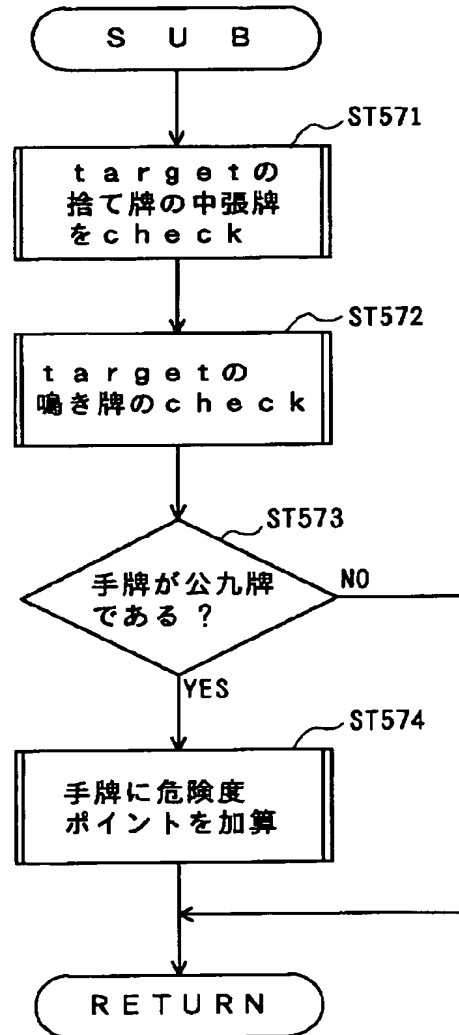 ＳＵＢ
ST571
ｔａｒｇｅｔの
捨て牌の中張牌
をｃｈｅｃｋ
ST572
ｔａｒｇｅｔの
鳴き牌のｃｈｅｃｋ
ST573
手牌が公九牌
である？
NO
YES
ST574
手牌に危険度
ポイントを加算
ＲＥＴＵＲＮ